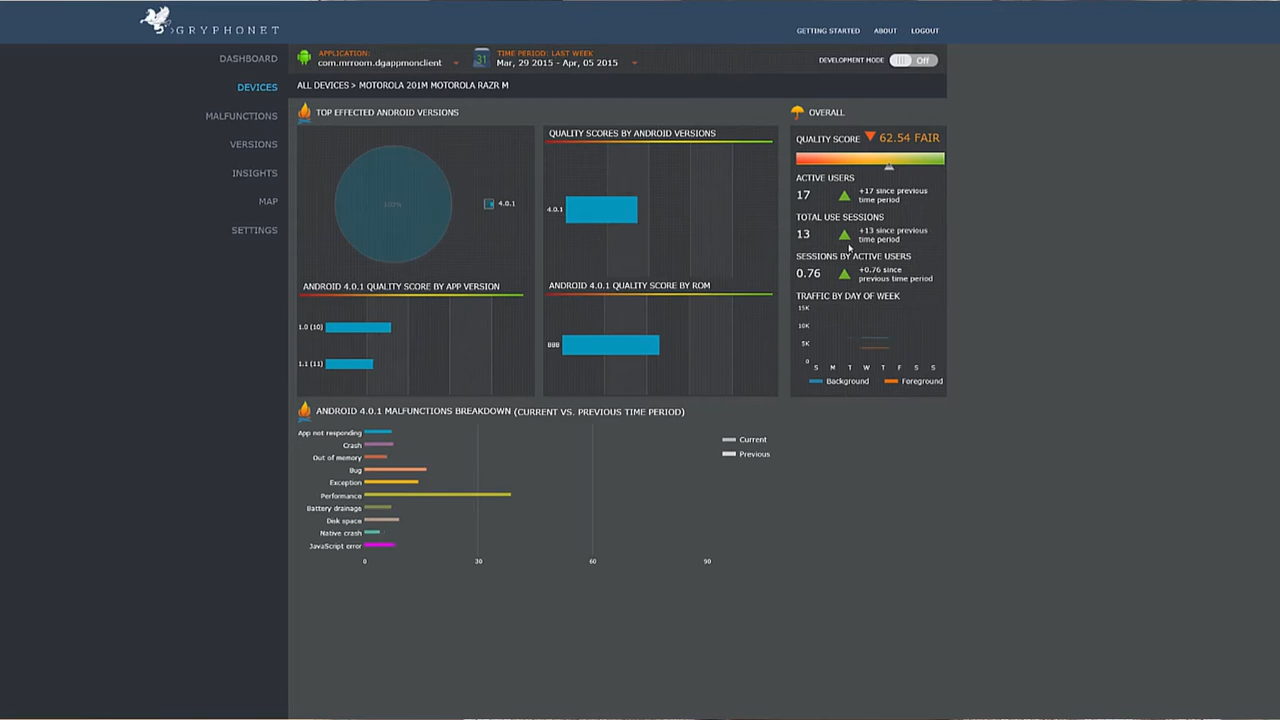 GRYPHONET
GETTING STARTED
ABOUT
LOGOUT
DASHBOARD
DEVICES
MALFUNCTIONS
VERSIONS
INSIGHTS
MAP
SETTINGS
APPLICATION:
com.mrroom.dgappmonclient
31
TIME PERIOD: LAST WEEK
Mar, 29 2015 - Apr, 05 2015
DEVELOPMENT MODE
Off
ALL DEVICES > MOTOROLA 201M MOTOROLA RAZR M
TOP EFFECTED ANDROID VERSIONS
100%
4.0.1
QUALITY SCORES BY ANDROID VERSIONS
4.0.1
ANDROID 4.0.1 QUALITY SCORE BY APP VERSION
1.0 (10)
1.1 (11)
ANDROID 4.0.1 QUALITY SCORE BY ROM
BBB
OVERALL
QUALITY SCORE 62.54 FAIR
ACTIVE USERS
17
+17 since previous
time period
TOTAL USE SESSIONS
13
+13 since previous
time period
SESSIONS BY ACTIVE USERS
0.76
+0.76 since
previous time period
TRAFFIC BY DAY OF WEEK
15K
10K
5K
0
S M T W T F S S
Background
Foreground
ANDROID 4.0.1 MALFUNCTIONS BREAKDOWN (CURRENT VS. PREVIOUS TIME PERIOD)
App not responding
Crash
Out of memory
Bug
Exception
Performance
Battery drainage
Disk space
Native crash
JavaScript error
0 30 60 90
Current
Previous